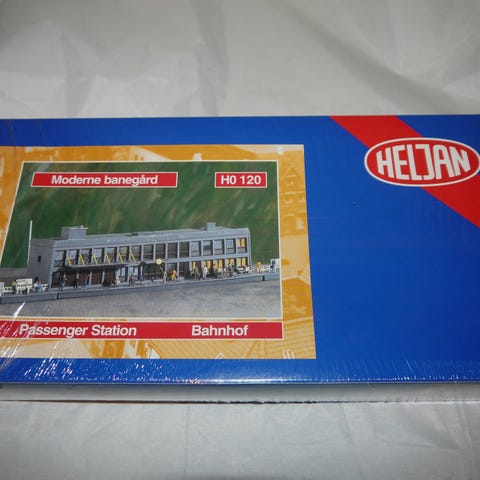 HELJAN
Moderne banegård H0 120
Passenger Station Bahnhof